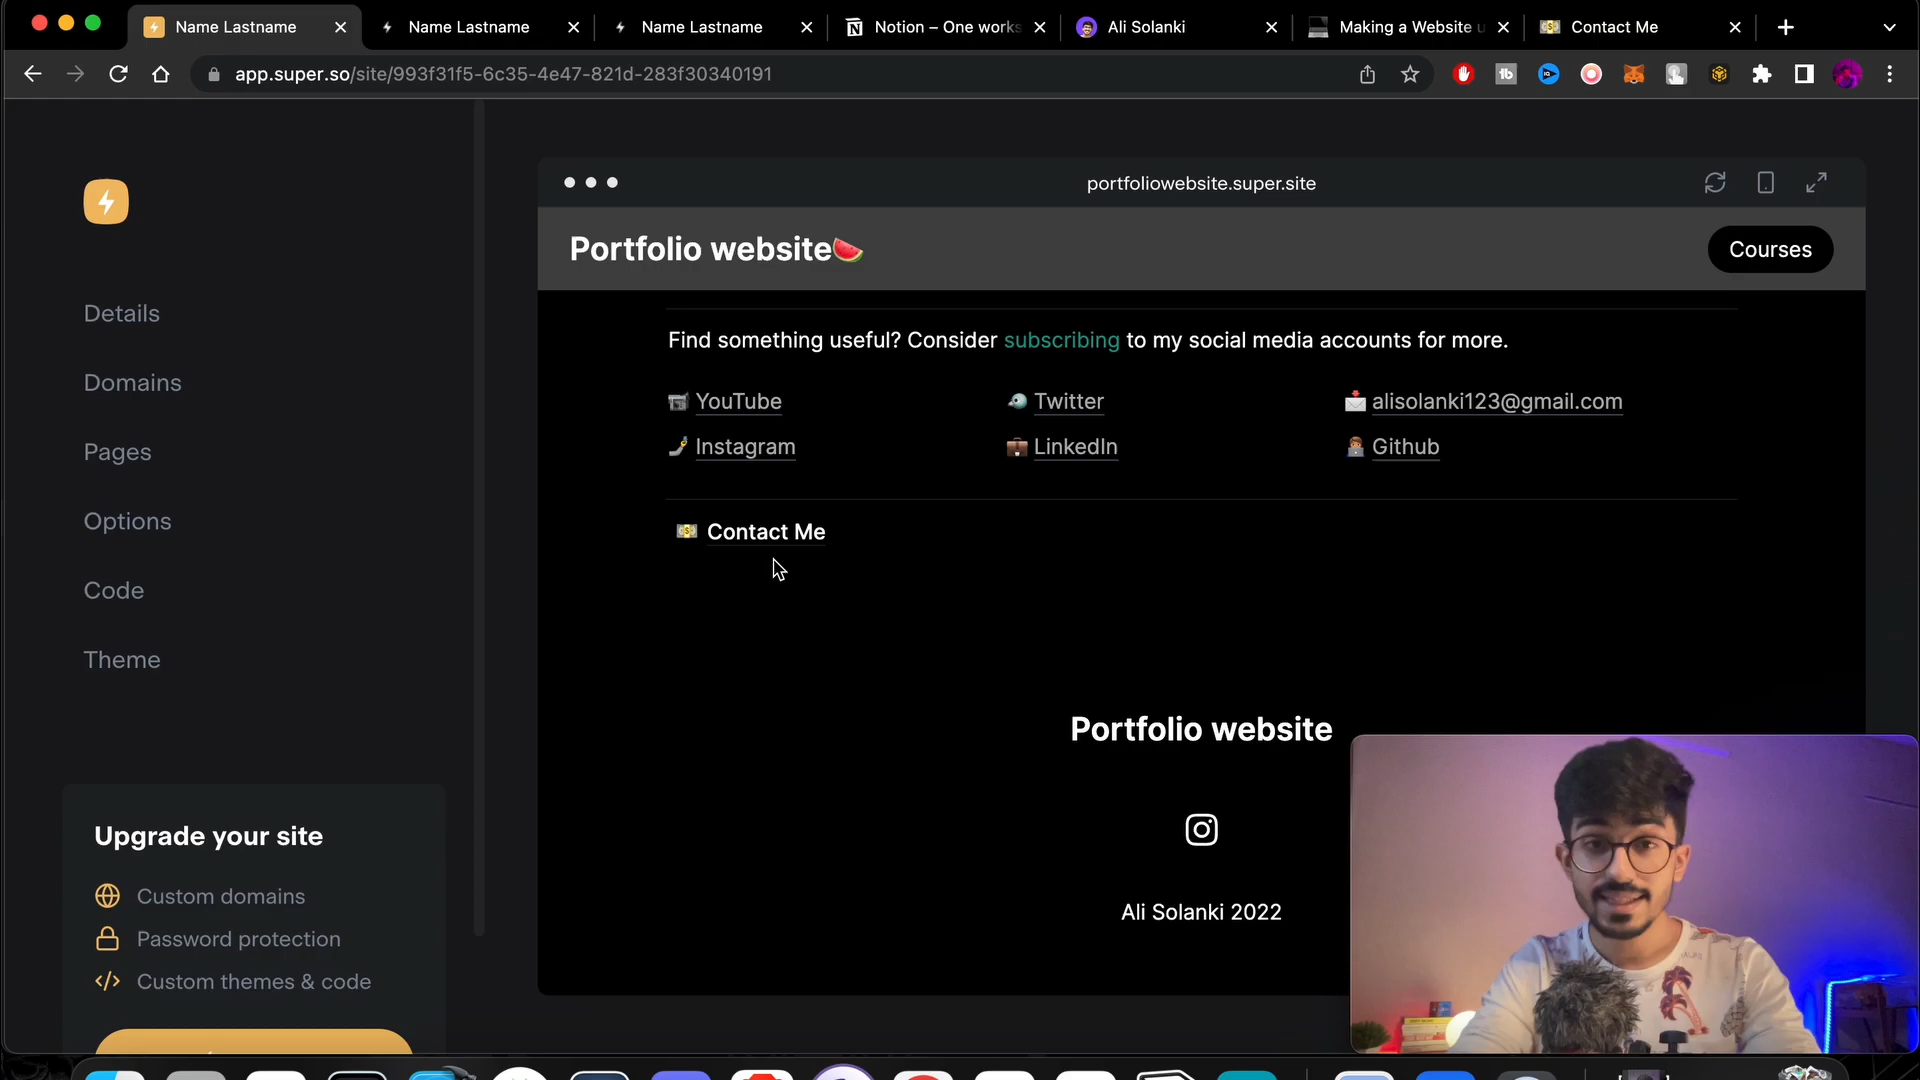 Name Lastname
Name Lastname
Name Lastname
Notion – One works
Ali Solanki
Making a Website u
Contact Me
app.super.so/site/993f31f5-6c35-4e47-821d-283f30340191
portfoliowebsite.super.site
Portfolio website🍉
Courses
Details
Domains
Pages
Options
Code
Theme
Find something useful? Consider subscribing to my social media accounts for more.
YouTube
Twitter
alisolanki123@gmail.com
Instagram
LinkedIn
Github
Contact Me
Portfolio website
Ali Solanki 2022
Upgrade your site
Custom domains
Password protection
Custom themes & code